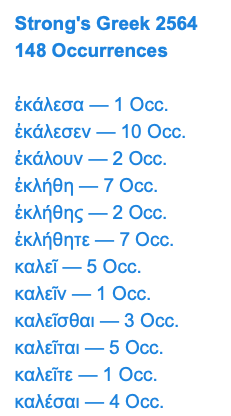 Strong's Greek 2564
148 Occurrences
ἐκάλεσα — 1 Occ.
ἐκάλεσεν — 10 Occ.
ἐκάλουν — 2 Occ.
ἐκλήθη — 7 Occ.
ἐκλήθης — 2 Occ.
ἐκλήθητε — 7 Occ.
καλεῖ — 5 Occ.
καλεῖν — 1 Occ.
καλεῖσθαι — 3 Occ.
καλεῖται — 5 Occ.
καλεῖτε — 1 Occ.
καλέσαι — 4 Occ.